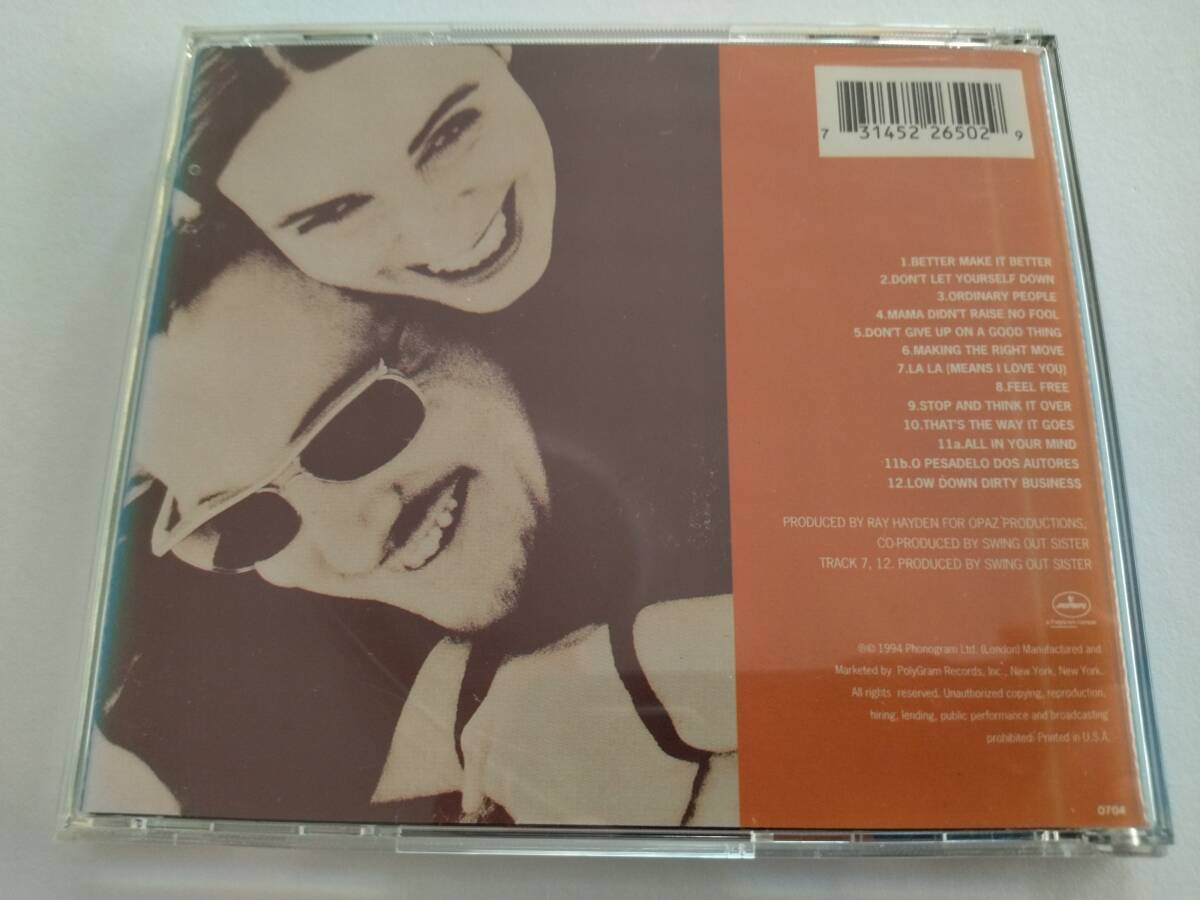 7 31452 26502 9
1.BETTER MAKE IT BETTER
2.DON'T LET YOURSELF DOWN
3.ORDINARY PEOPLE
4.MAMA DIDN'T RAISE NO FOOL
5.DON'T GIVE UP ON A GOOD THING
6.MAKING THE RIGHT MOVE
7.LA LA (MEANS I LOVE YOU)
8.FEEL FREE
9.STOP AND THINK IT OVER
10.THAT'S THE WAY IT GOES
11a.ALL IN YOUR MIND
11b.O PESADELO DOS AUTORES
12.LOW DOWN DIRTY BUSINESS
PRODUCED BY RAY HAYDEN FOR OPAZ PRODUCTIONS,
CO-PRODUCED BY SWING OUT SISTER
TRACK 7, 12. PRODUCED BY SWING OUT SISTER
℗© 1994 Phonogram Ltd. (London) Manufactured and
Marketed by PolyGram Records, Inc., New York, New York.
All rights reserved. Unauthorized copying, reproduction,
hiring, lending, public performance and broadcasting
prohibited. Printed in U.S.A.
0704